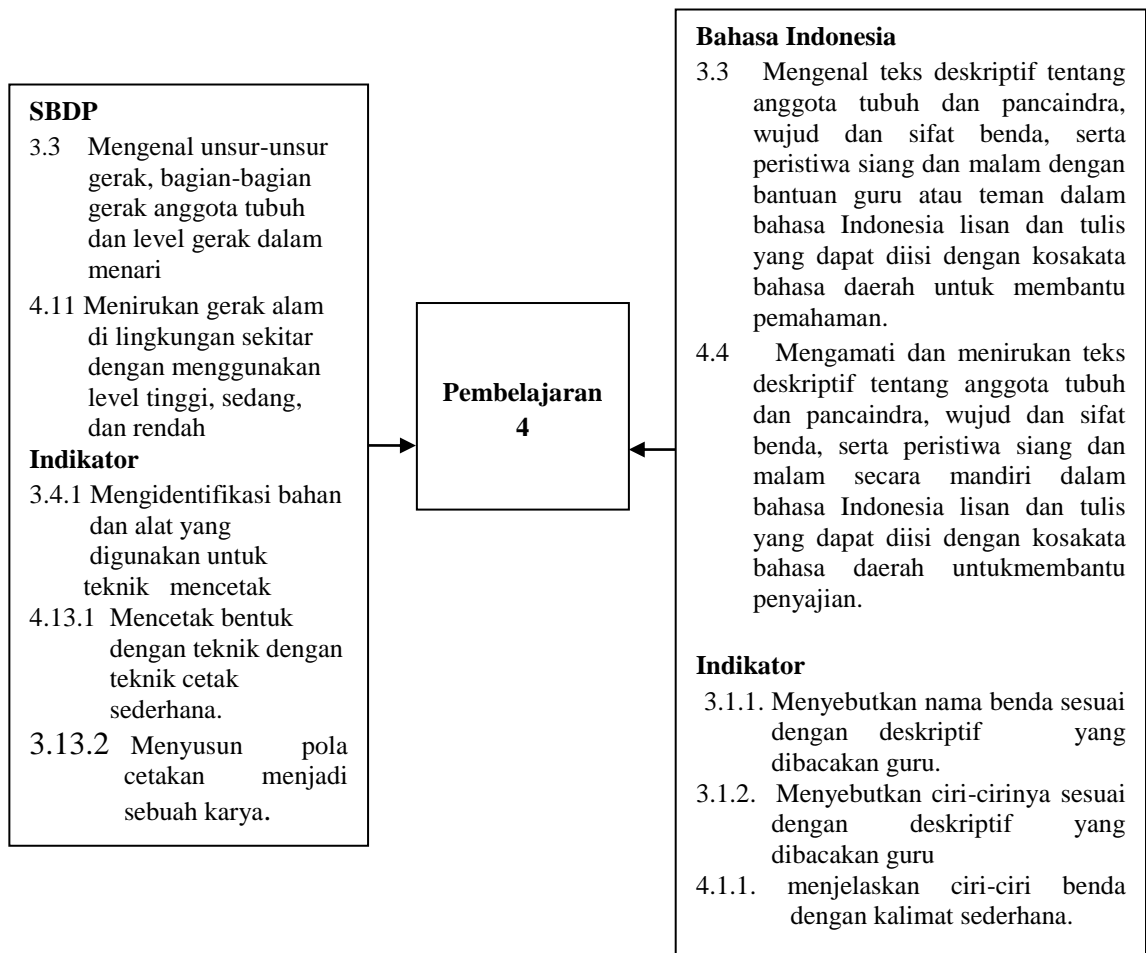 SBDP
3.3 Mengenal unsur-unsur
gerak, bagian-bagian
gerak anggota tubuh
dan level gerak dalam
menari
4.11 Menirukan gerak alam
di lingkungan sekitar
dengan menggunakan
level tinggi, sedang,
dan rendah
Indikator
3.4.1 Mengidentifikasi bahan
dan alat yang
digunakan untuk
teknik mencetak
4.13.1 Mencetak bentuk
dengan teknik dengan
teknik cetak
sederhana.
3.13.2 Menyusun pola
cetakan menjadi
sebuah karya.
Pembelajaran
4
Bahasa Indonesia
3.3 Mengenal teks deskriptif tentang
anggota tubuh dan pancaindra,
wujud dan sifat benda, serta
peristiwa siang dan malam dengan
bantuan guru atau teman dalam
bahasa Indonesia lisan dan tulis
yang dapat diisi dengan kosakata
bahasa daerah untuk membantu
pemahaman.
4.4 Mengamati dan menirukan teks
deskriptif tentang anggota tubuh
dan pancaindra, wujud dan sifat
benda, serta peristiwa siang dan
malam secara mandiri dalam
bahasa Indonesia lisan dan tulis
yang dapat diisi dengan kosakata
bahasa daerah untukmembantu
penyajian.
Indikator
3.1.1. Menyebutkan nama benda sesuai
dengan deskriptif yang
dibacakan guru.
3.1.2. Menyebutkan ciri-cirinya sesuai
dengan deskriptif yang
dibacakan guru
4.1.1. menjelaskan ciri-ciri benda
dengan kalimat sederhana.